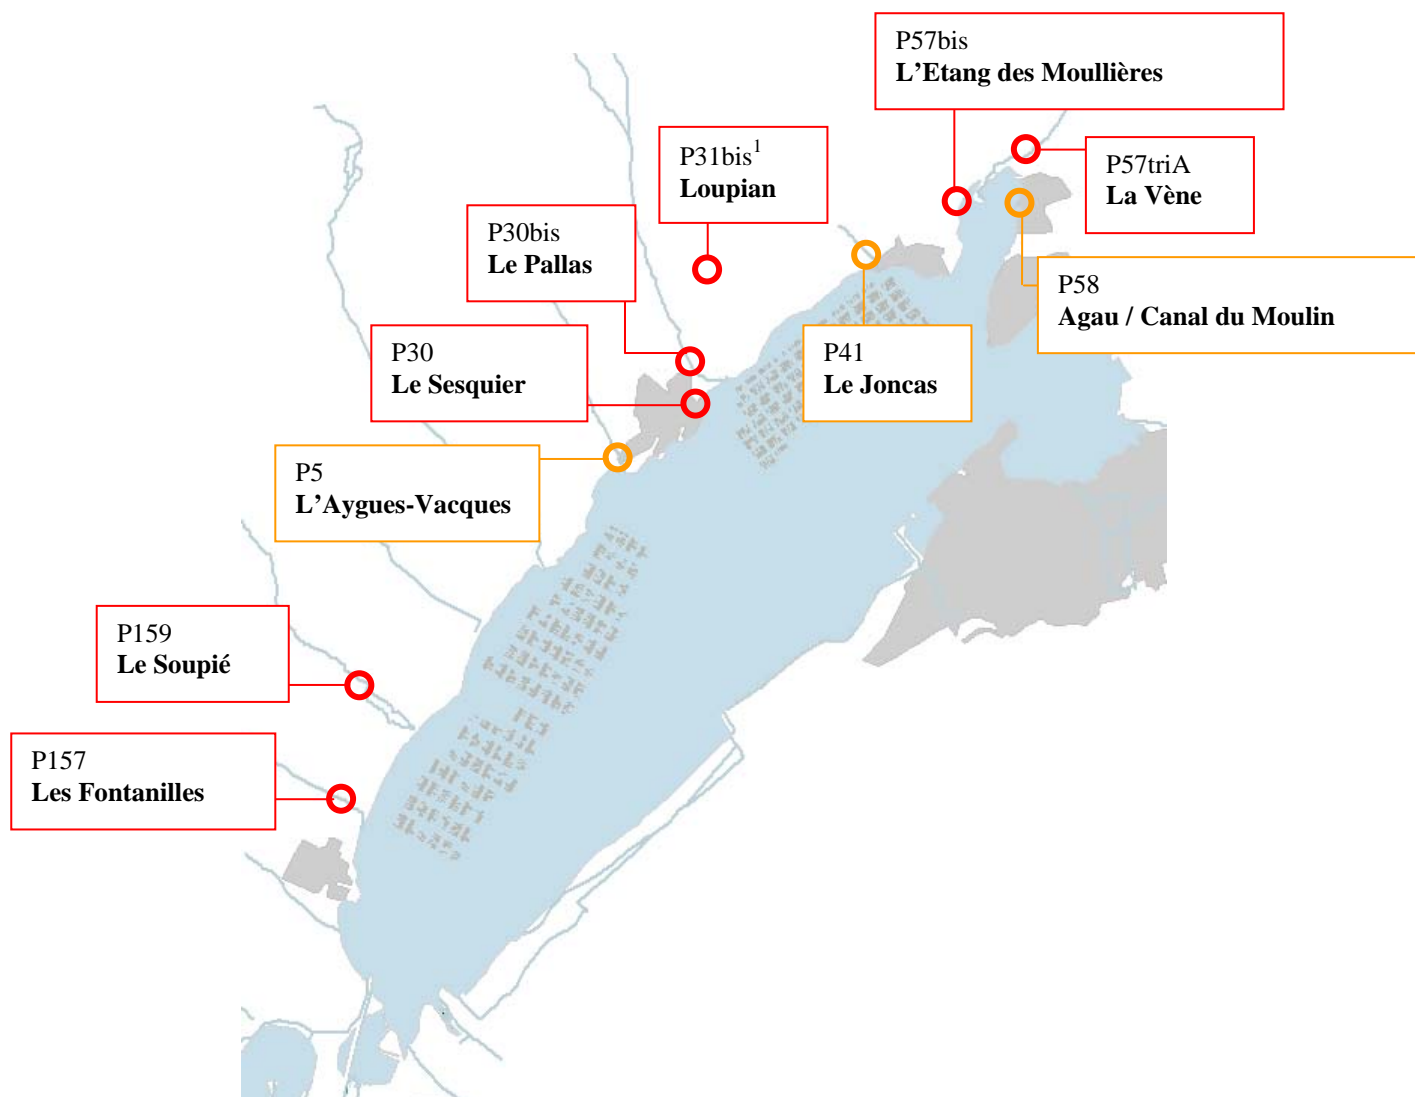 P57bis
L'Etang des Moullières
P31bis¹
Loupian
P57triA
La Vène
P30bis
Le Pallas
P58
Agau / Canal du Moulin
P30
Le Sesquier
P41
Le Joncas
P5
L'Aygues-Vacques
P159
Le Soupié
P157
Les Fontanilles